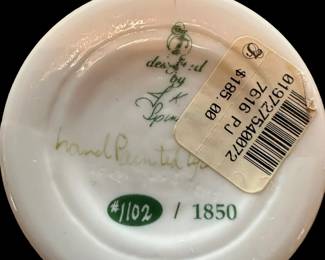 designed
by
hand Painted
#1102 / 1850
019727540072
7616 PJ
$185.00